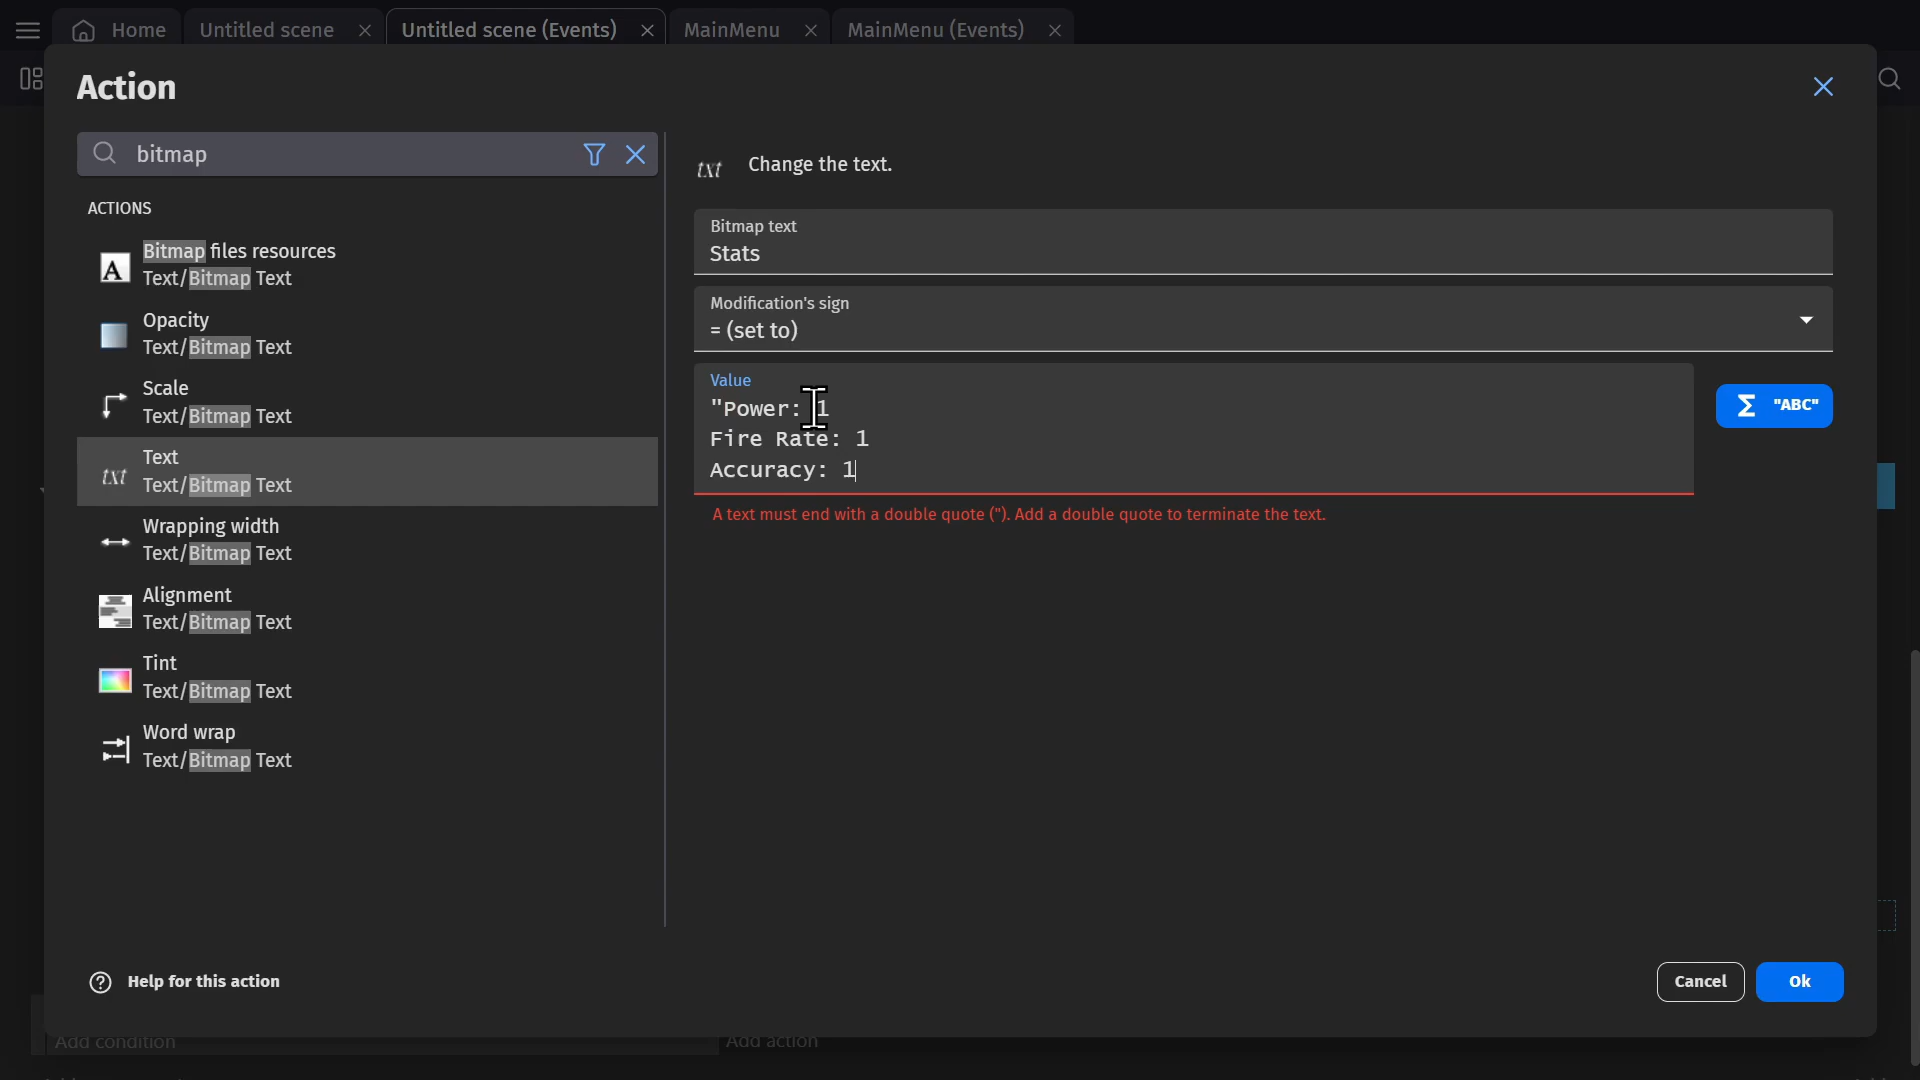 Home
Untitled scene
Untitled scene (Events)
MainMenu
MainMenu (Events)
Action
bitmap
ACTIONS
Bitmap files resources
Text/Bitmap Text
Opacity
Text/Bitmap Text
Scale
Text/Bitmap Text
txt
Text
Text/Bitmap Text
Wrapping width
Text/Bitmap Text
Alignment
Text/Bitmap Text
Tint
Text/Bitmap Text
Word wrap
Text/Bitmap Text
txt Change the text.
Bitmap text
Stats
Modification's sign
= (set to)
Value
"Power: 1
Fire Rate: 1
Accuracy: 1
"ABC"
A text must end with a double quote ("). Add a double quote to terminate the text.
Help for this action
Cancel
Ok
Add condition
Add action